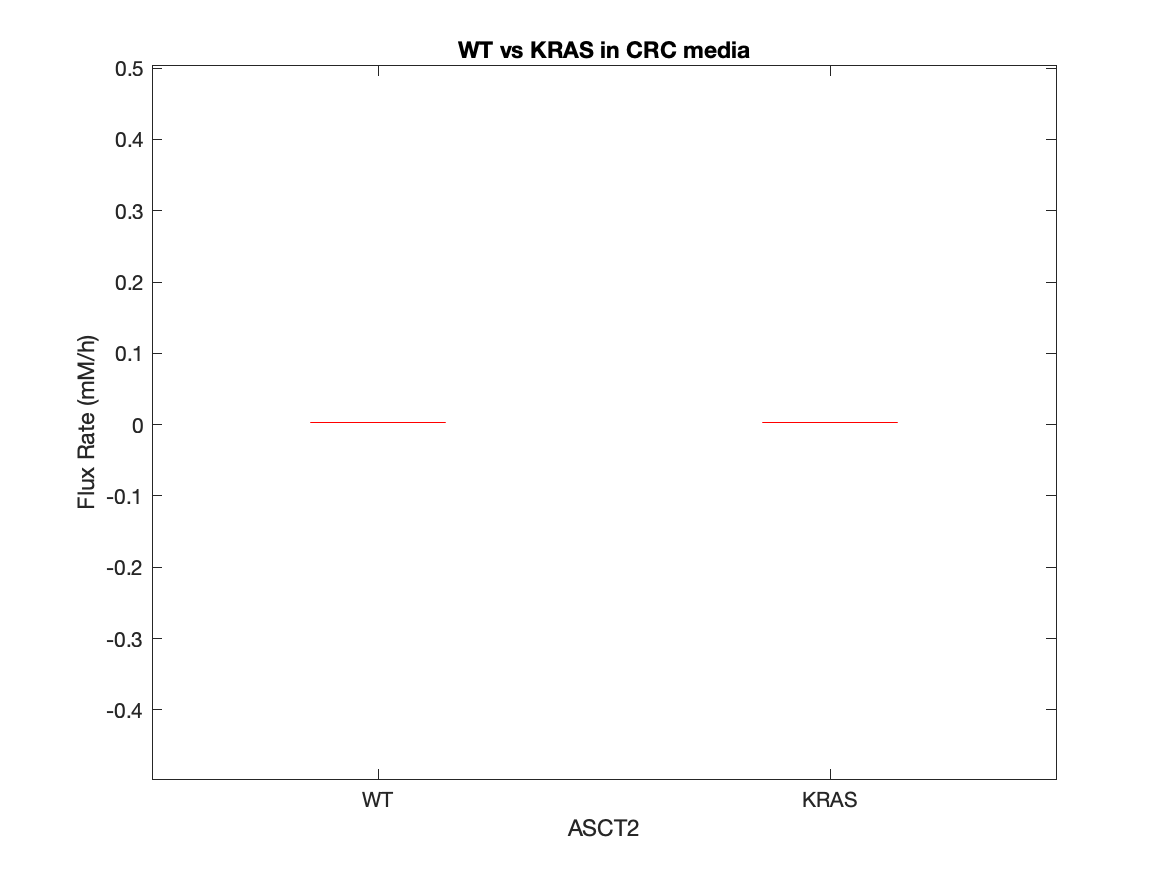 WT vs KRAS in CRC media
0.5
0.4
0.3
0.2
0.1
0
-0.1
-0.2
-0.3
-0.4
Flux Rate (mM/h)
WT KRAS
ASCT2